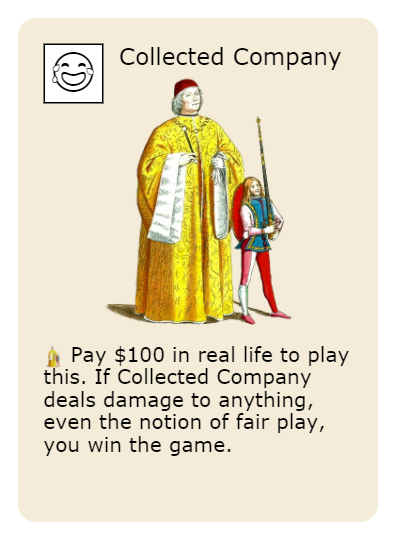 Collected Company
Pay $100 in real life to play
this. If Collected Company
deals damage to anything,
even the notion of fair play,
you win the game.